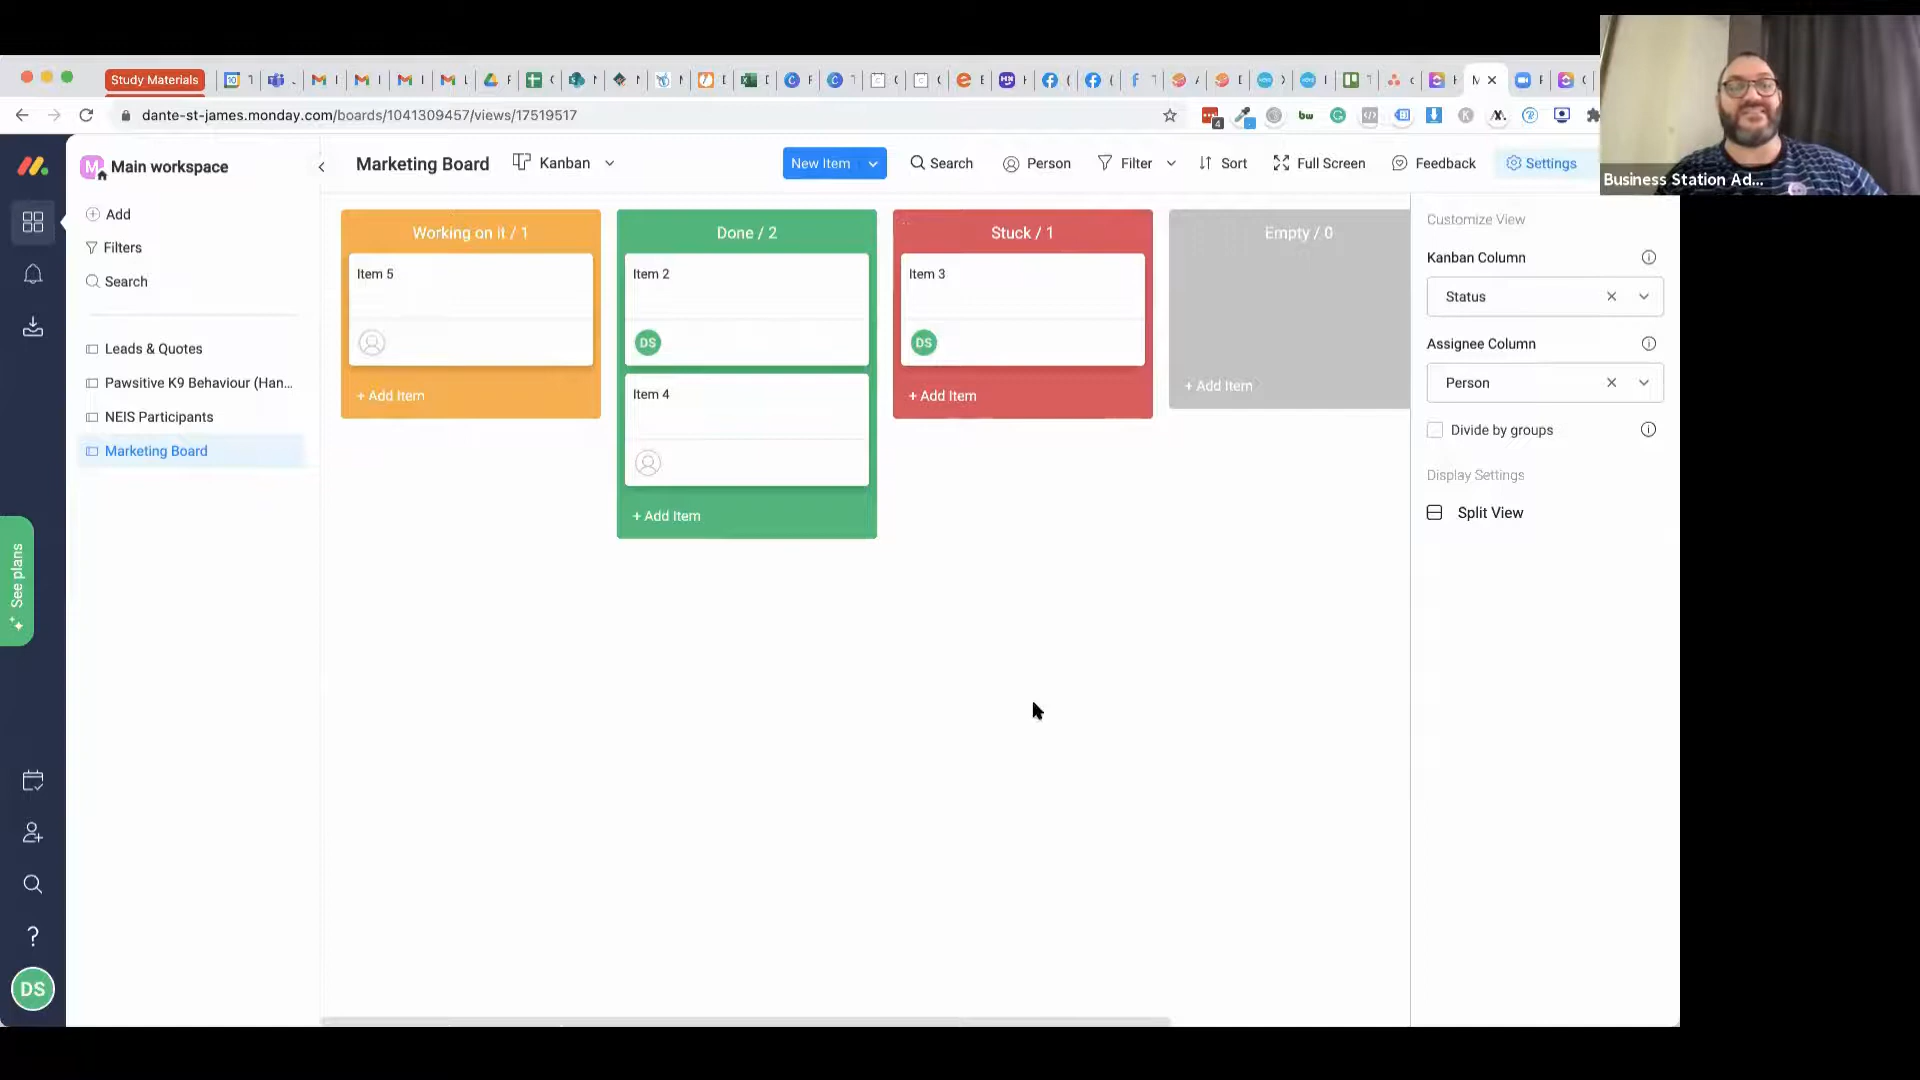 Study Materials
dante-st-james.monday.com/boards/1041309457/views/17519517
Business Station Ad...
M
Main workspace
Marketing Board
Kanban
New Item
Search
Person
Filter
Sort
Full Screen
Feedback
Settings
Add
Filters
Search
Leads & Quotes
Pawsitive K9 Behaviour (Han...
NEIS Participants
Marketing Board
See plans
DS
Working on it / 1
Item 5
+ Add Item
Done / 2
Item 2
DS
Item 4
+ Add Item
Stuck / 1
Item 3
DS
+ Add Item
Empty / 0
+ Add Item
Customize View
Kanban Column
Status
Assignee Column
Person
Divide by groups
Display Settings
Split View